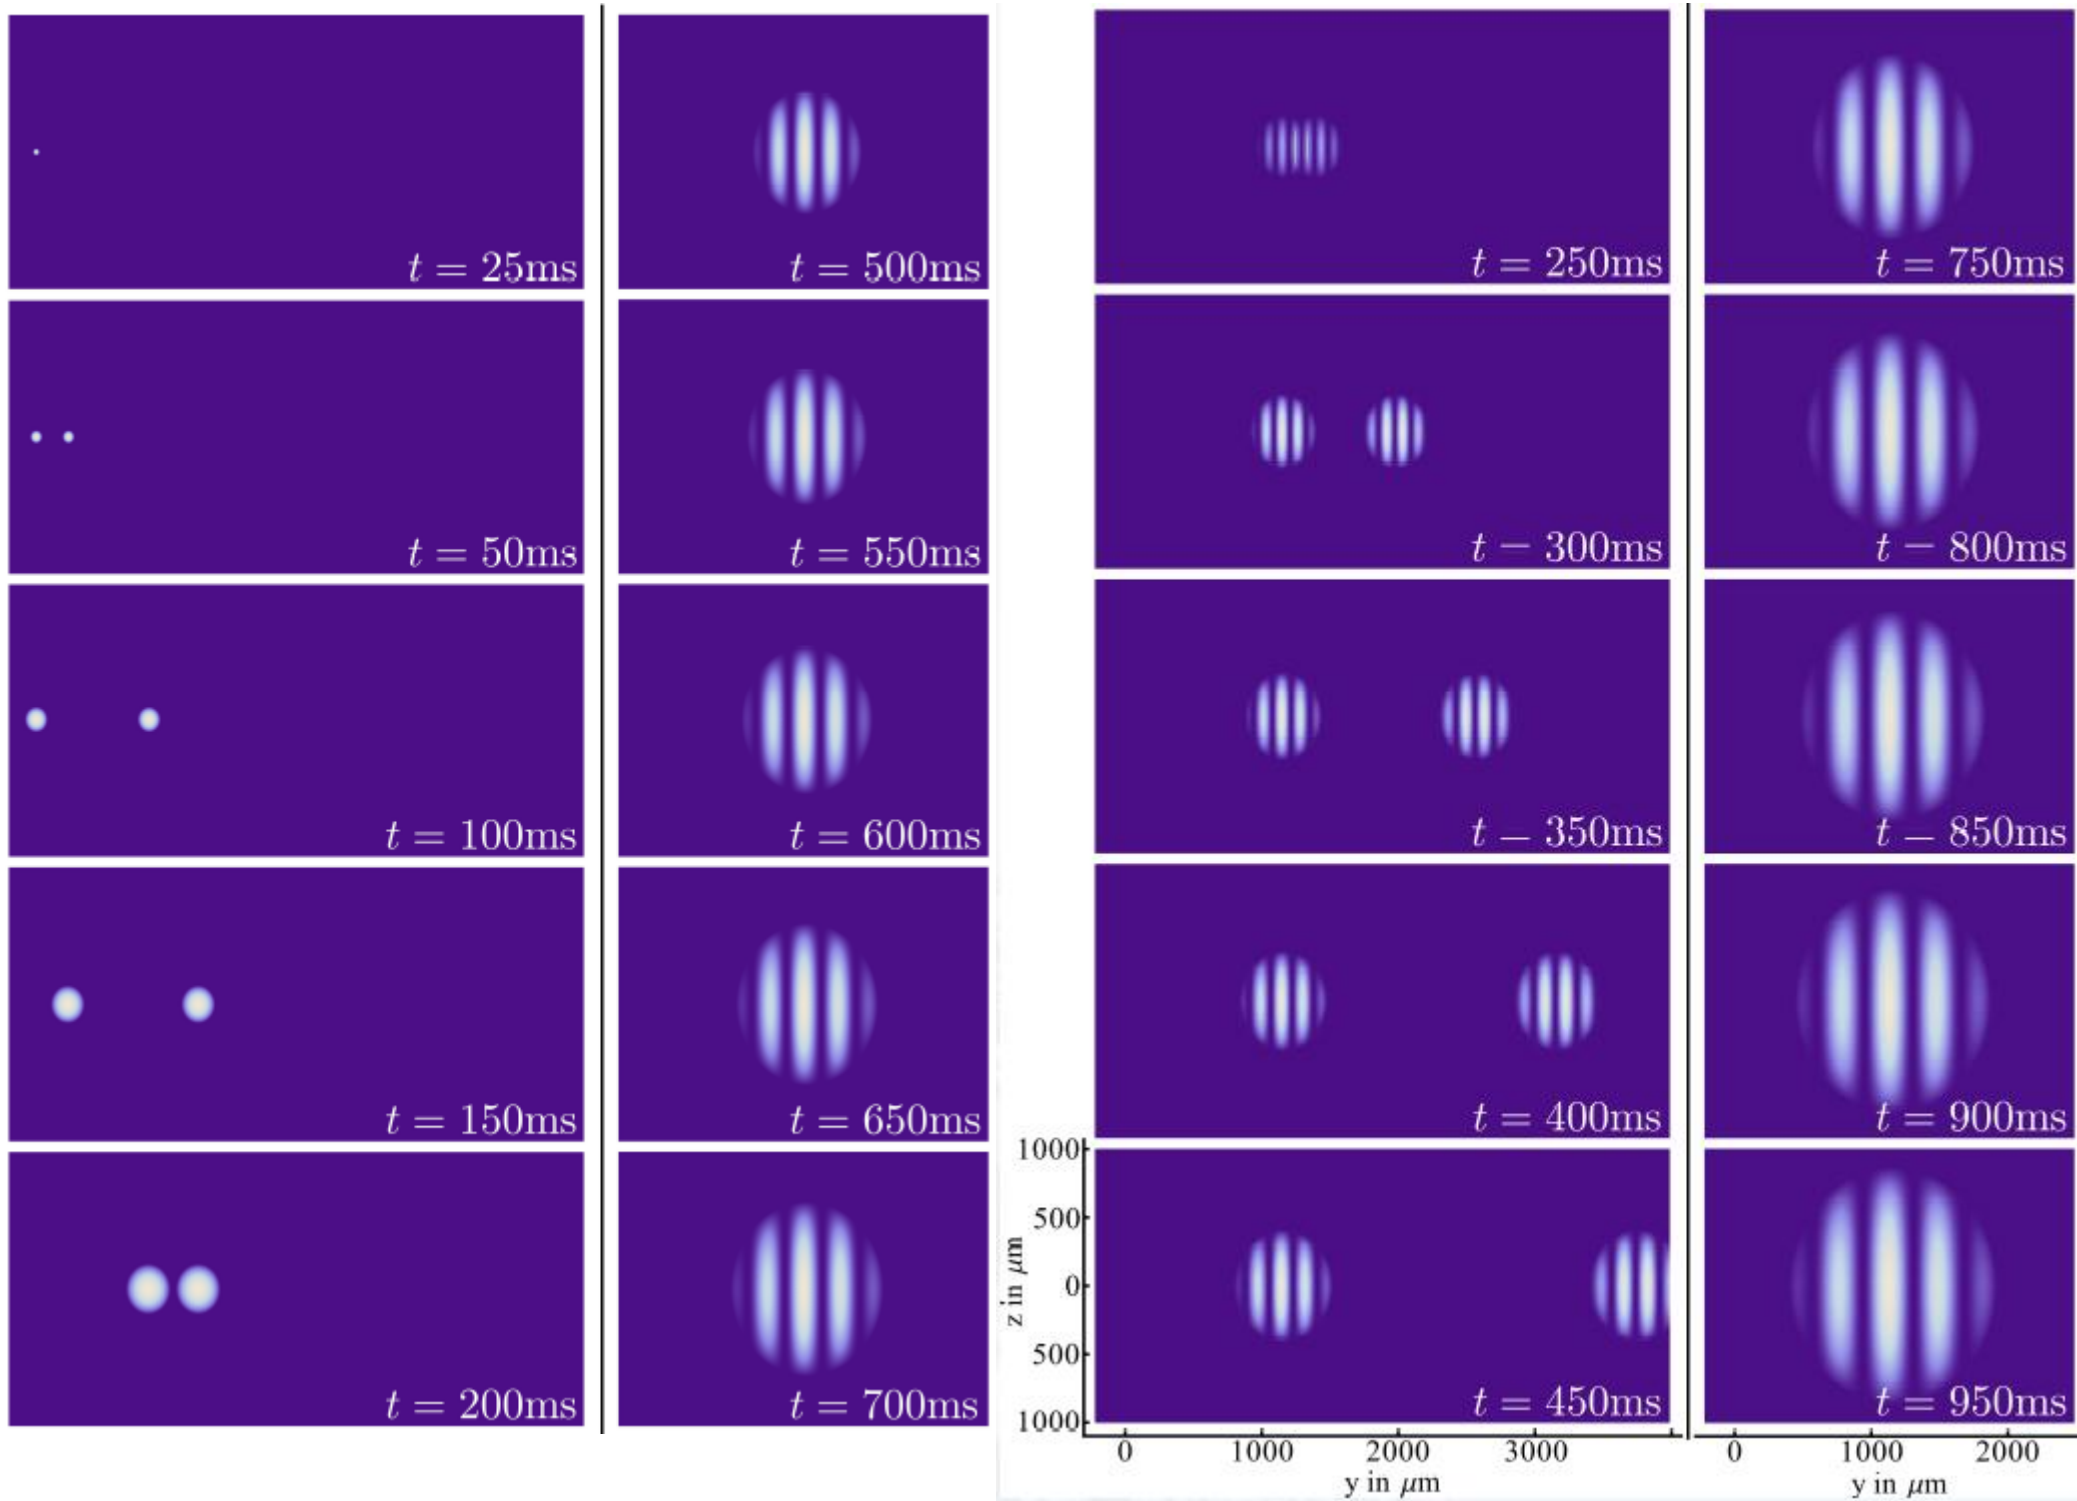 t = 25ms
t = 50ms
t = 100ms
t = 150ms
t = 200ms
t = 500ms
t = 550ms
t = 600ms
t = 650ms
t = 700ms
t = 250ms
t = 300ms
t = 350ms
t = 400ms
t = 450ms
1000
500
0
500
1000
z in μm
0 1000 2000 3000
y in μm
t = 750ms
t = 800ms
t = 850ms
t = 900ms
t = 950ms
0 1000 2000
y in μm